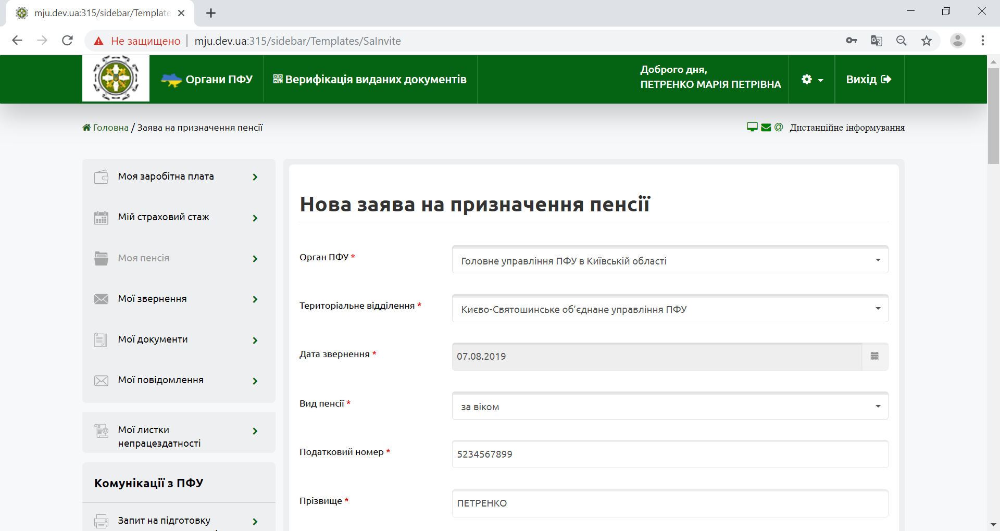 mju.dev.ua:315/sidebar/Template
Не защищено | mju.dev.ua:315/sidebar/Templates/SaInvite
Органи ПФУ
Верифікація виданих документів
Доброго дня,
ПЕТРЕНКО МАРІЯ ПЕТРІВНА
Вихід
Головна / Заява на призначення пенсії
@ Дистанційне інформування
Моя заробітна плата
Мій страховий стаж
Моя пенсія
Мої звернення
Мої документи
Мої повідомлення
Мої листки
непрацездатності
Комунікації з ПФУ
Запит на підготовку
Нова заява на призначення пенсії
Орган ПФУ *
Головне управління ПФУ в Київській області
Територіальне відділення *
Києво-Святошинське об’єднане управління ПФУ
Дата звернення *
07.08.2019
Вид пенсії *
за віком
Податковий номер *
5234567899
Прізвище *
ПЕТРЕНКО